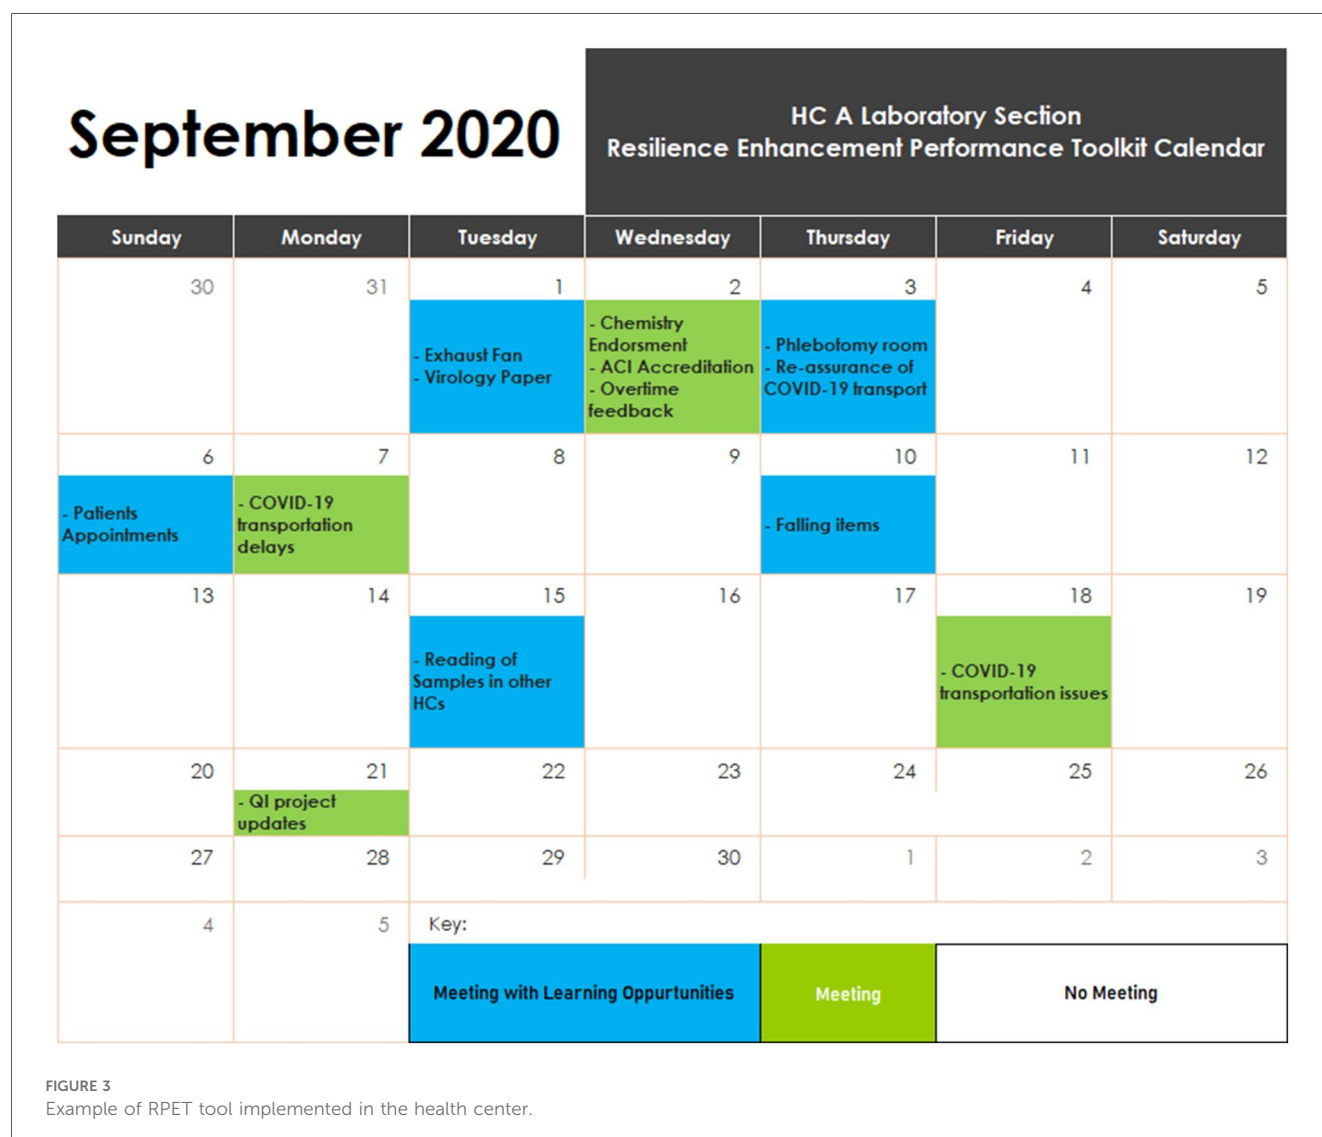 September 2020
HC A Laboratory Section
Resilience Enhancement Performance Toolkit Calendar
Sunday Monday Tuesday Wednesday Thursday Friday Saturday
30 31 1 2 3 4 5
- Exhaust Fan
- Virology Paper
- Chemistry
Endorsment
- ACI Accreditation
- Overtime
feedback
- Phlebotomy room
- Re-assurance of
COVID-19 transport
6 7 8 9 10 11 12
- Patients
Appointments
- COVID-19
transportation
delays
- Falling items
13 14 15 16 17 18 19
- Reading of
Samples in other
HCs
- COVID-19
transportation issues
20 21 22 23 24 25 26
- QI project
updates
27 28 29 30 1 2 3
4 5 Key:
Meeting with Learning Oppurtunities
Meeting
No Meeting
FIGURE 3
Example of RPET tool implemented in the health center.